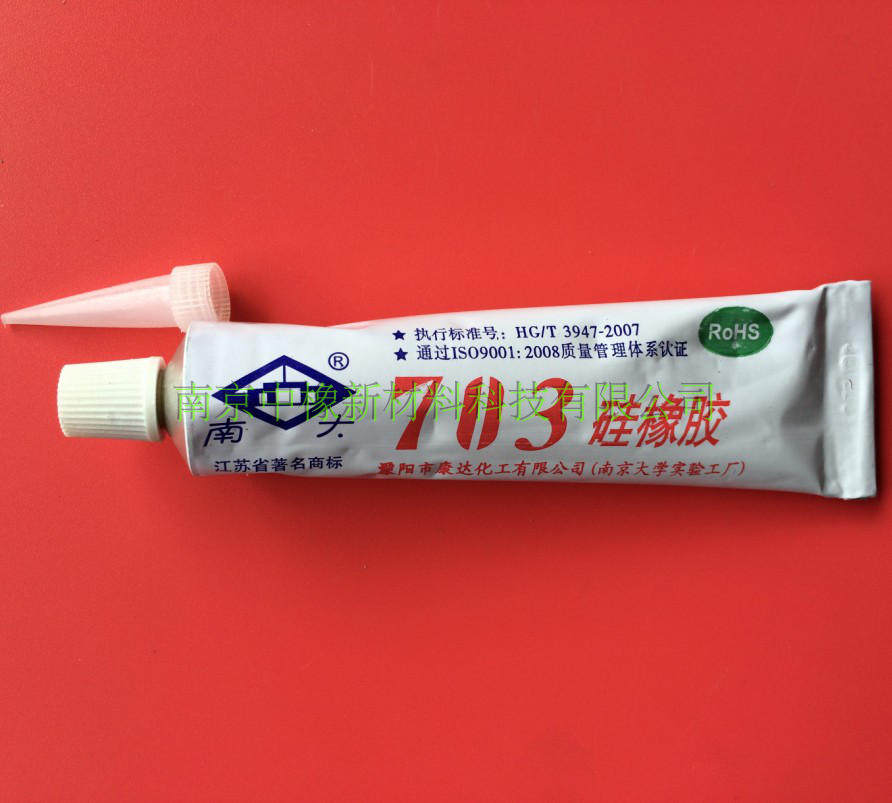 ★ 执行标准号: HG/T 3947-2007
★ 通过ISO9001: 2008质量管理体系认证
RoHS
®
南京中橡新材料科技有限公司
南大
703 硅橡胶
江苏省著名商标
溧阳市康达化工有限公司(南京大学实验工厂)